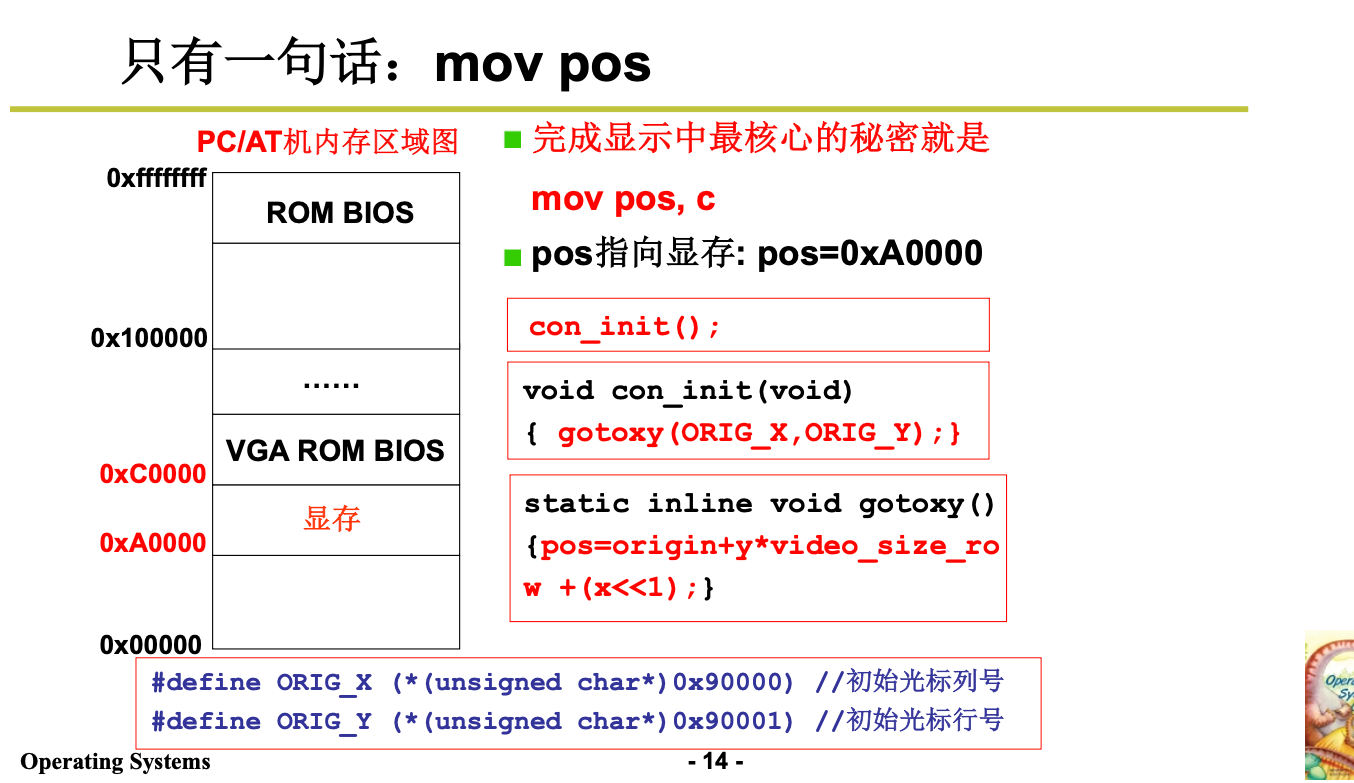 只有一句话：mov pos
PC/AT机内存区域图
0xffffffff
ROM BIOS
0x100000
……
VGA ROM BIOS
0xC0000
显存
0xA0000
0x00000
完成显示中最核心的秘密就是
mov pos, c
pos指向显存: pos=0xA0000
con_init();
void con_init(void)
{ gotoxy(ORIG_X,ORIG_Y);}
static inline void gotoxy()
{pos=origin+y*video_size_ro
w +(x<<1);}
#define ORIG_X (*(unsigned char*)0x90000) //初始光标列号
#define ORIG_Y (*(unsigned char*)0x90001) //初始光标行号
Operating Systems
- 14 -